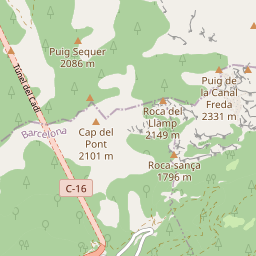 Puig Sequer
2086 m
Túnel del Cadí
Puig de
la Canal
Freda
2331 m
Roca del
Llamp
2149 m
Barcelona
Cap del
Pont
2101 m
Roca-sança
1796 m
C-16